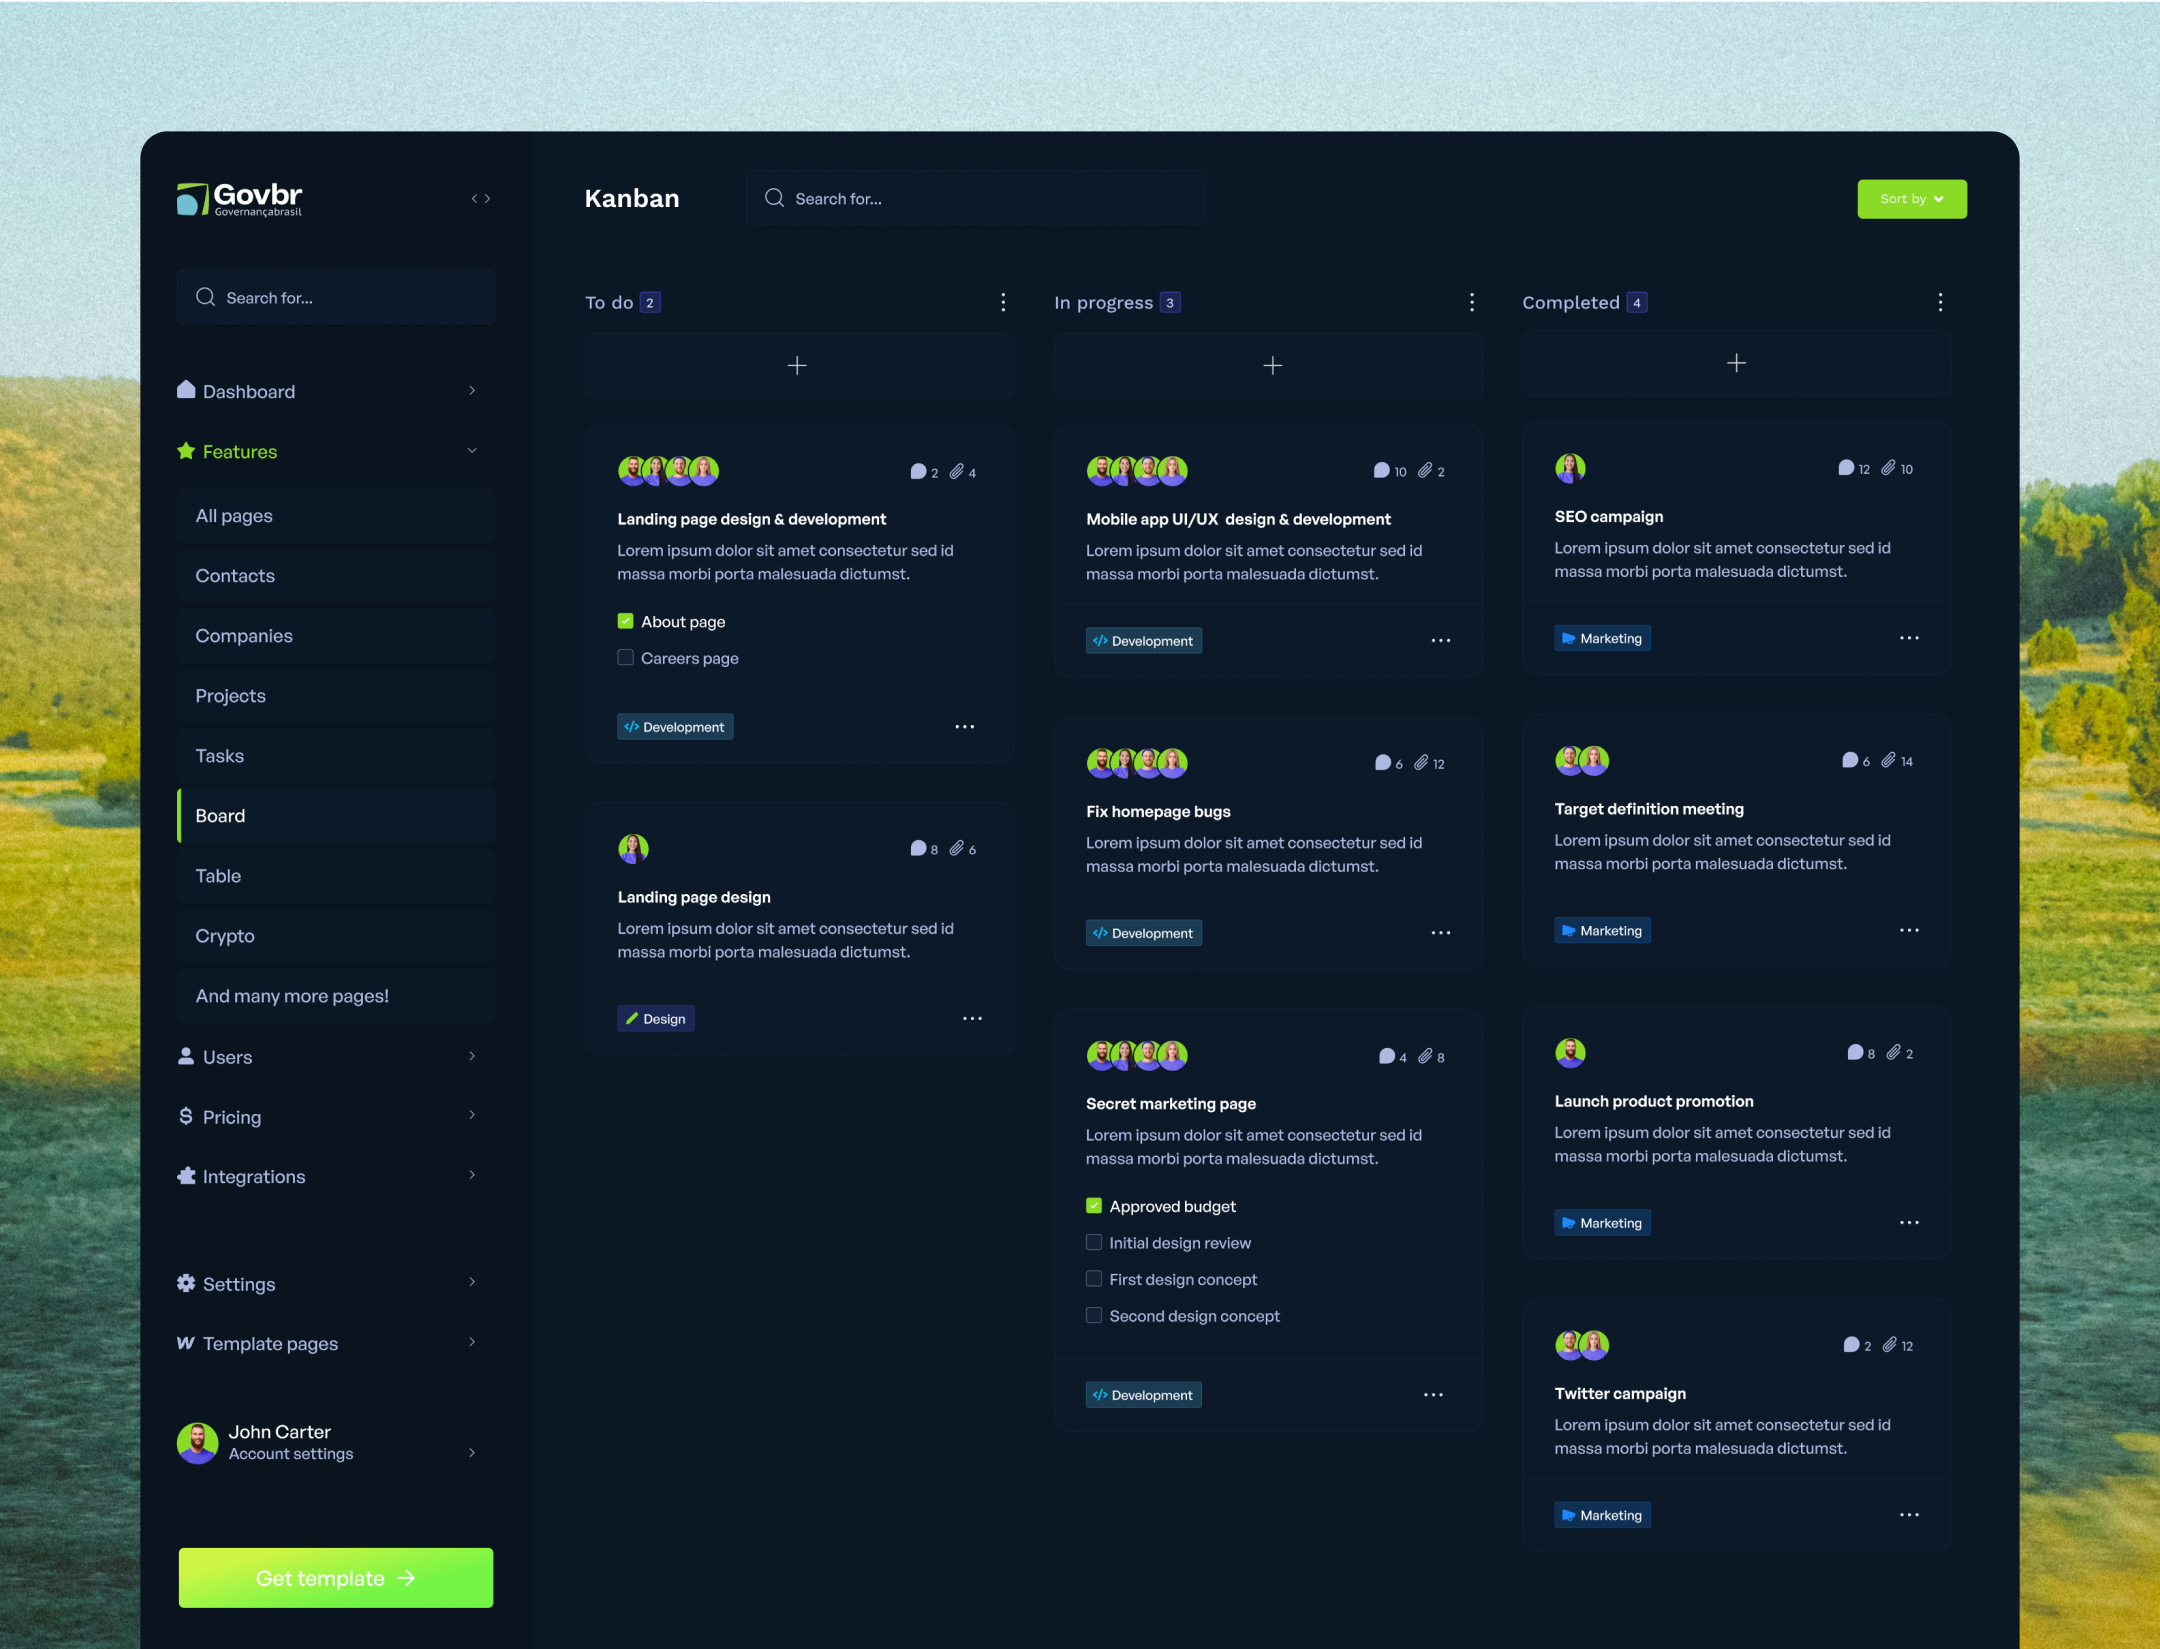 Govbr
Governançabrasil
Search for...
Dashboard
Features
All pages
Contacts
Companies
Projects
Tasks
Board
Table
Crypto
And many more pages!
Users
Pricing
Integrations
Settings
Template pages
John Carter
Account settings
Get template
Kanban
Search for...
Sort by
To do 2
2 4
Landing page design & development
Lorem ipsum dolor sit amet consectetur sed id
massa morbi porta malesuada dictumst.
About page
Careers page
Development
8 6
Landing page design
Lorem ipsum dolor sit amet consectetur sed id
massa morbi porta malesuada dictumst.
Design
In progress 3
10 2
Mobile app UI/UX design & development
Lorem ipsum dolor sit amet consectetur sed id
massa morbi porta malesuada dictumst.
Development
6 12
Fix homepage bugs
Lorem ipsum dolor sit amet consectetur sed id
massa morbi porta malesuada dictumst.
Development
4 8
Secret marketing page
Lorem ipsum dolor sit amet consectetur sed id
massa morbi porta malesuada dictumst.
Approved budget
Initial design review
First design concept
Second design concept
Development
Completed 4
12 10
SEO campaign
Lorem ipsum dolor sit amet consectetur sed id
massa morbi porta malesuada dictumst.
Marketing
6 14
Target definition meeting
Lorem ipsum dolor sit amet consectetur sed id
massa morbi porta malesuada dictumst.
Marketing
8 2
Launch product promotion
Lorem ipsum dolor sit amet consectetur sed id
massa morbi porta malesuada dictumst.
Marketing
2 12
Twitter campaign
Lorem ipsum dolor sit amet consectetur sed id
massa morbi porta malesuada dictumst.
Marketing